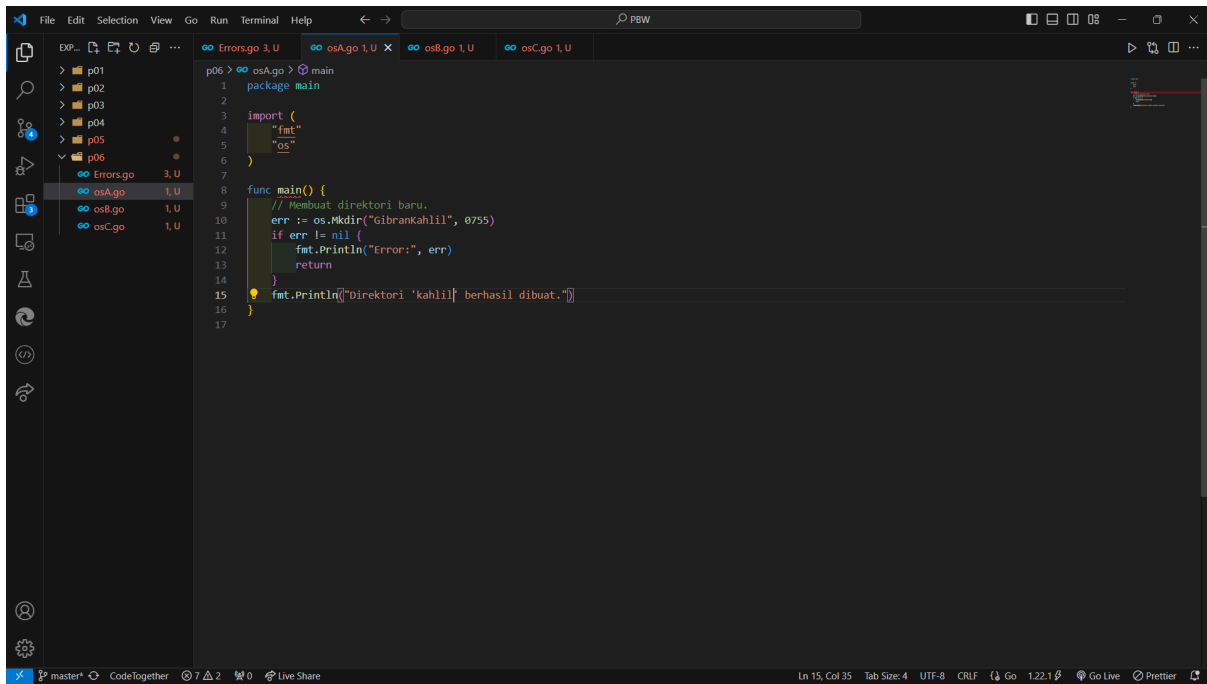 File Edit Selection View Go Run Terminal Help PBW
EXP...
Errors.go 3, U osA.go 1, U osB.go 1, U osC.go 1, U
p01
p02
p03
p04
p05
p06
Errors.go 3, U
osA.go 1, U
osB.go 1, U
osC.go 1, U
4
3
p06 > osA.go > main
1 package main
2
3 import (
4 "fmt"
5 "os"
6 )
7
8 func main() {
9 // Membuat direktori baru.
10 err := os.Mkdir("GibranKahlil", 0755)
11 if err != nil {
12 fmt.Println("Error:", err)
13 return
14 }
15 fmt.Println("Direktori 'kahlil' berhasil dibuat.")
16 }
17
master* CodeTogether 7 2 0 Live Share Ln 15, Col 35 Tab Size: 4 UTF-8 CRLF Go 1.22.1 Go Live Prettier